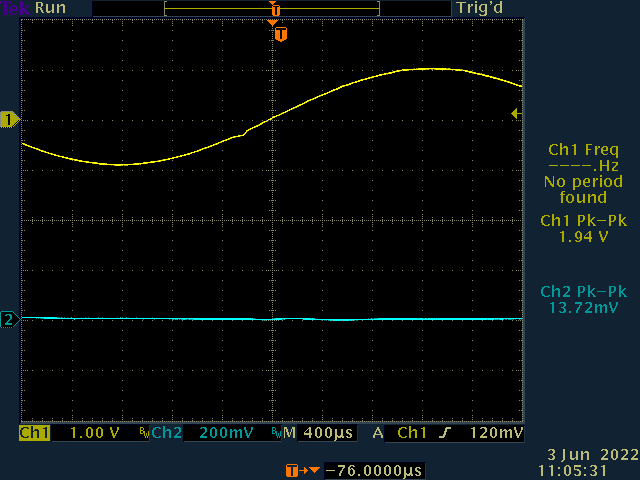 Tek Run Trig'd
T
T
1
Ch1 Freq
----.Hz
No period
found
Ch1 Pk-Pk
1.94 V
2
Ch2 Pk-Pk
13.72mV
Ch1 1.00 V BW Ch2 200mV BW M 400µs A Ch1 120mV
3 Jun 2022
T -76.0000µs 11:05:31